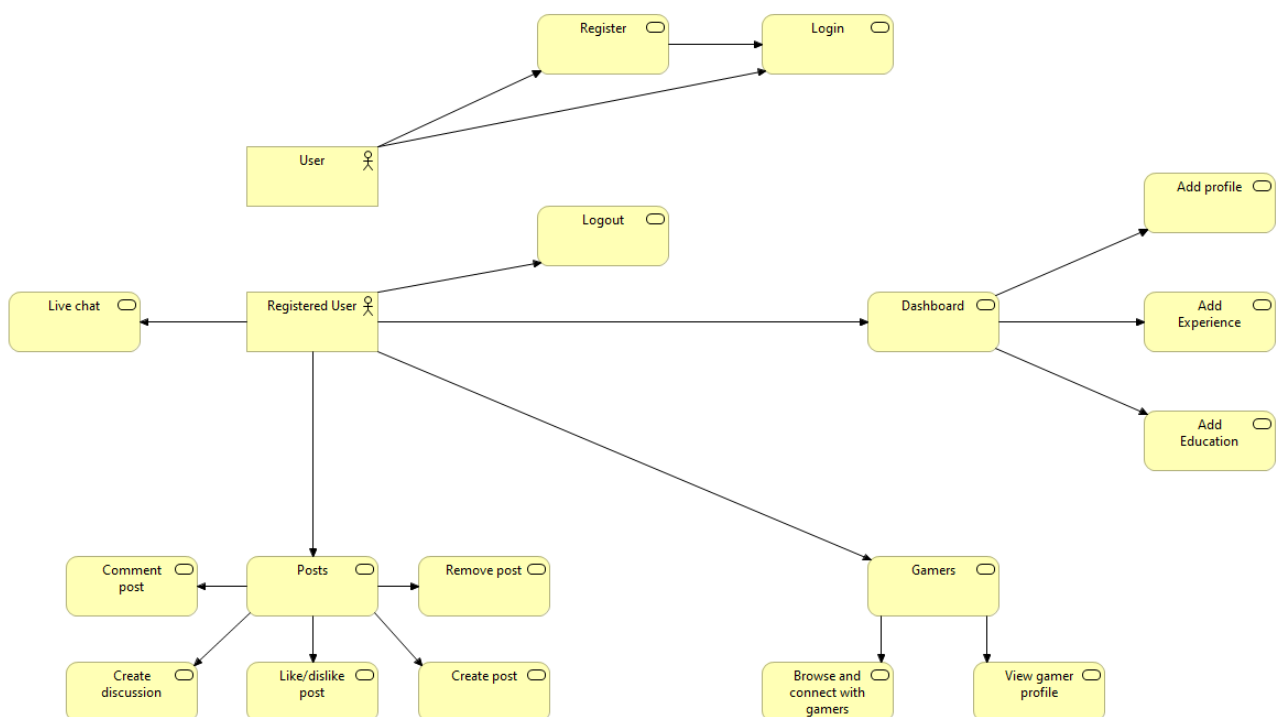 Register
Login
User
Add profile
Logout
Live chat
Registered User
Dashboard
Add
Experience
Add
Education
Comment
post
Posts
Remove post
Gamers
Create
discussion
Like/dislike
post
Create post
Browse and
connect with
gamers
View gamer
profile